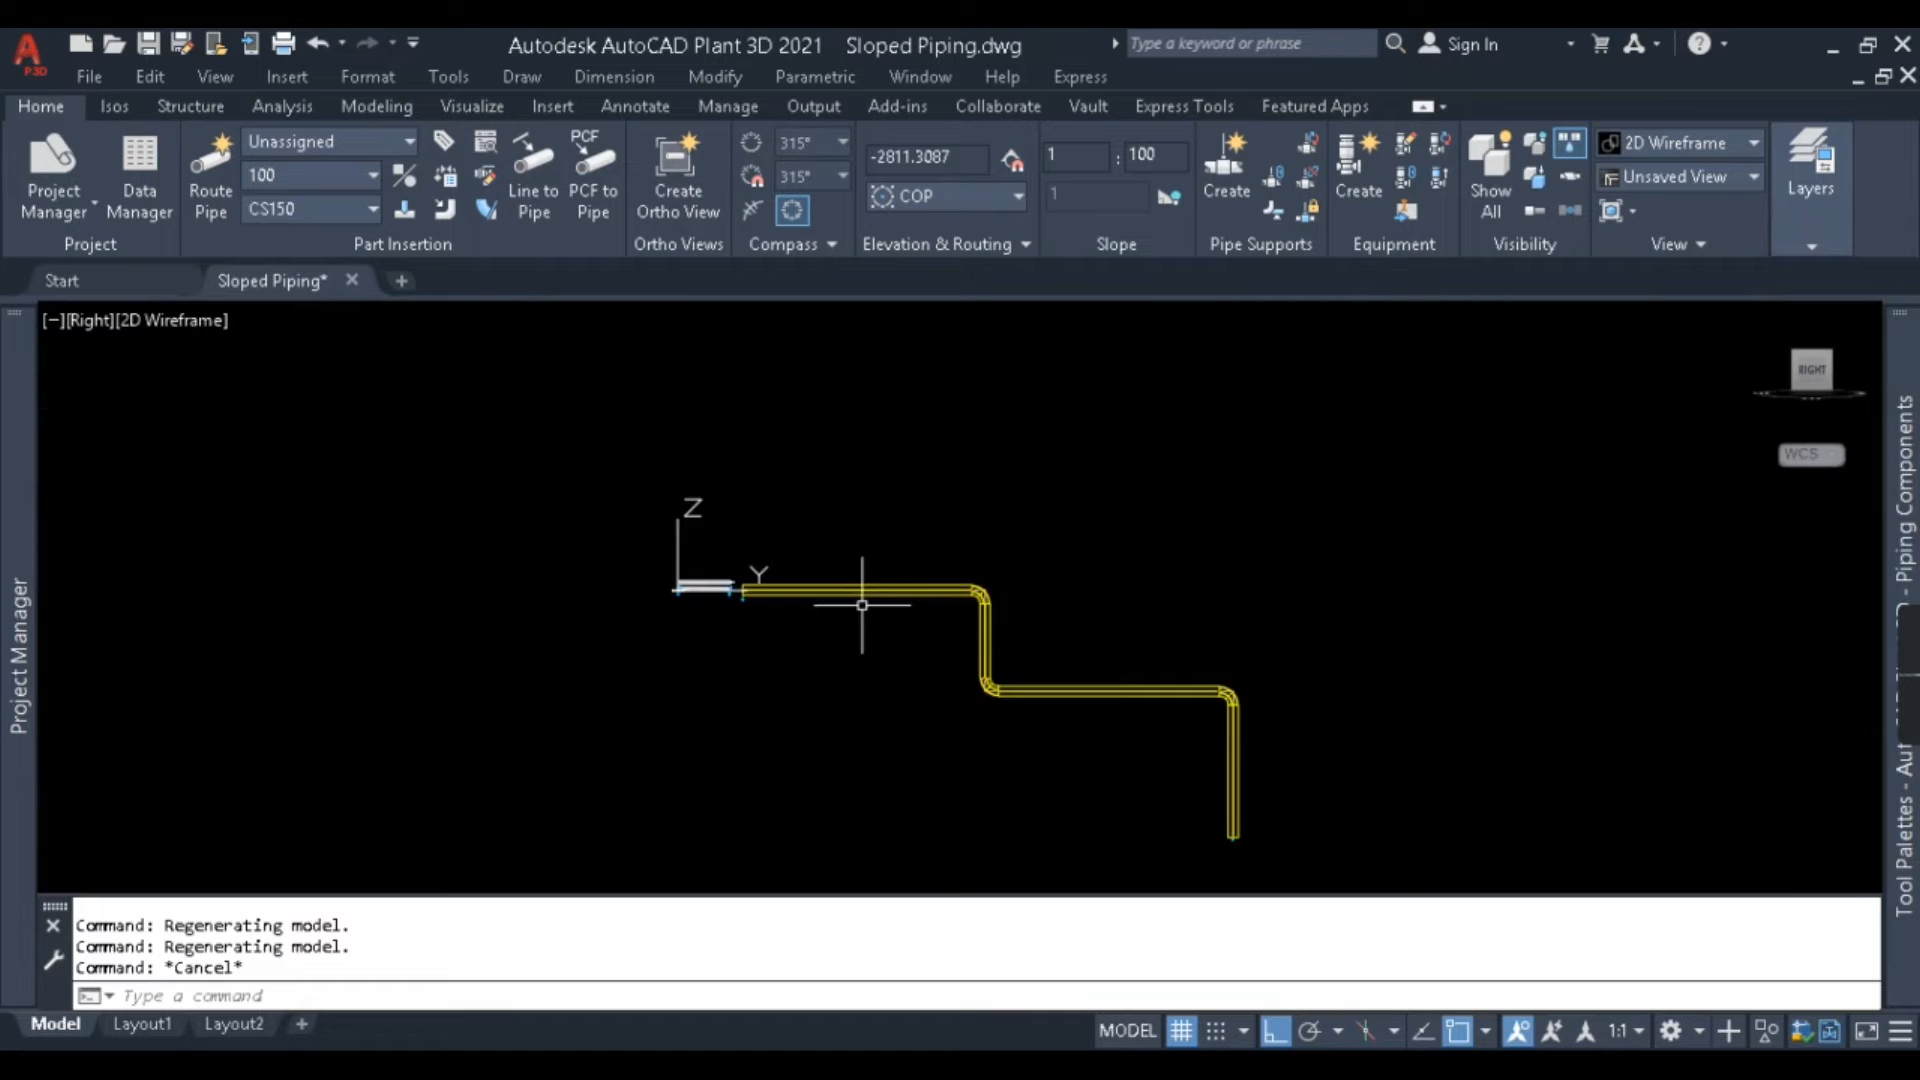 P3D
Autodesk AutoCAD Plant 3D 2021 Sloped Piping.dwg
Type a keyword or phrase
Sign In
File Edit View Insert Format Tools Draw Dimension Modify Parametric Window Help Express
Home Isos Structure Analysis Modeling Visualize Insert Annotate Manage Output Add-ins Collaborate Vault Express Tools Featured Apps
Project Manager
Data Manager
Project
Route Pipe
Unassigned
100
CS150
Line to Pipe
PCF
PCF to Pipe
Part Insertion
Create Ortho View
Ortho Views
315°
315°
Compass
-2811.3087
COP
Elevation & Routing
1 : 100
1
Slope
Create
Pipe Supports
Create
Equipment
Show All
Visibility
2D Wireframe
Unsaved View
View
Layers
Start
Sloped Piping*
[−][Right][2D Wireframe]
RIGHT
WCS
Z
Y
Project Manager
- Piping Components
Tool Palettes - Aut
Command: Regenerating model.
Command: Regenerating model.
Command: *Cancel*
Type a command
Model Layout1 Layout2
MODEL
1:1